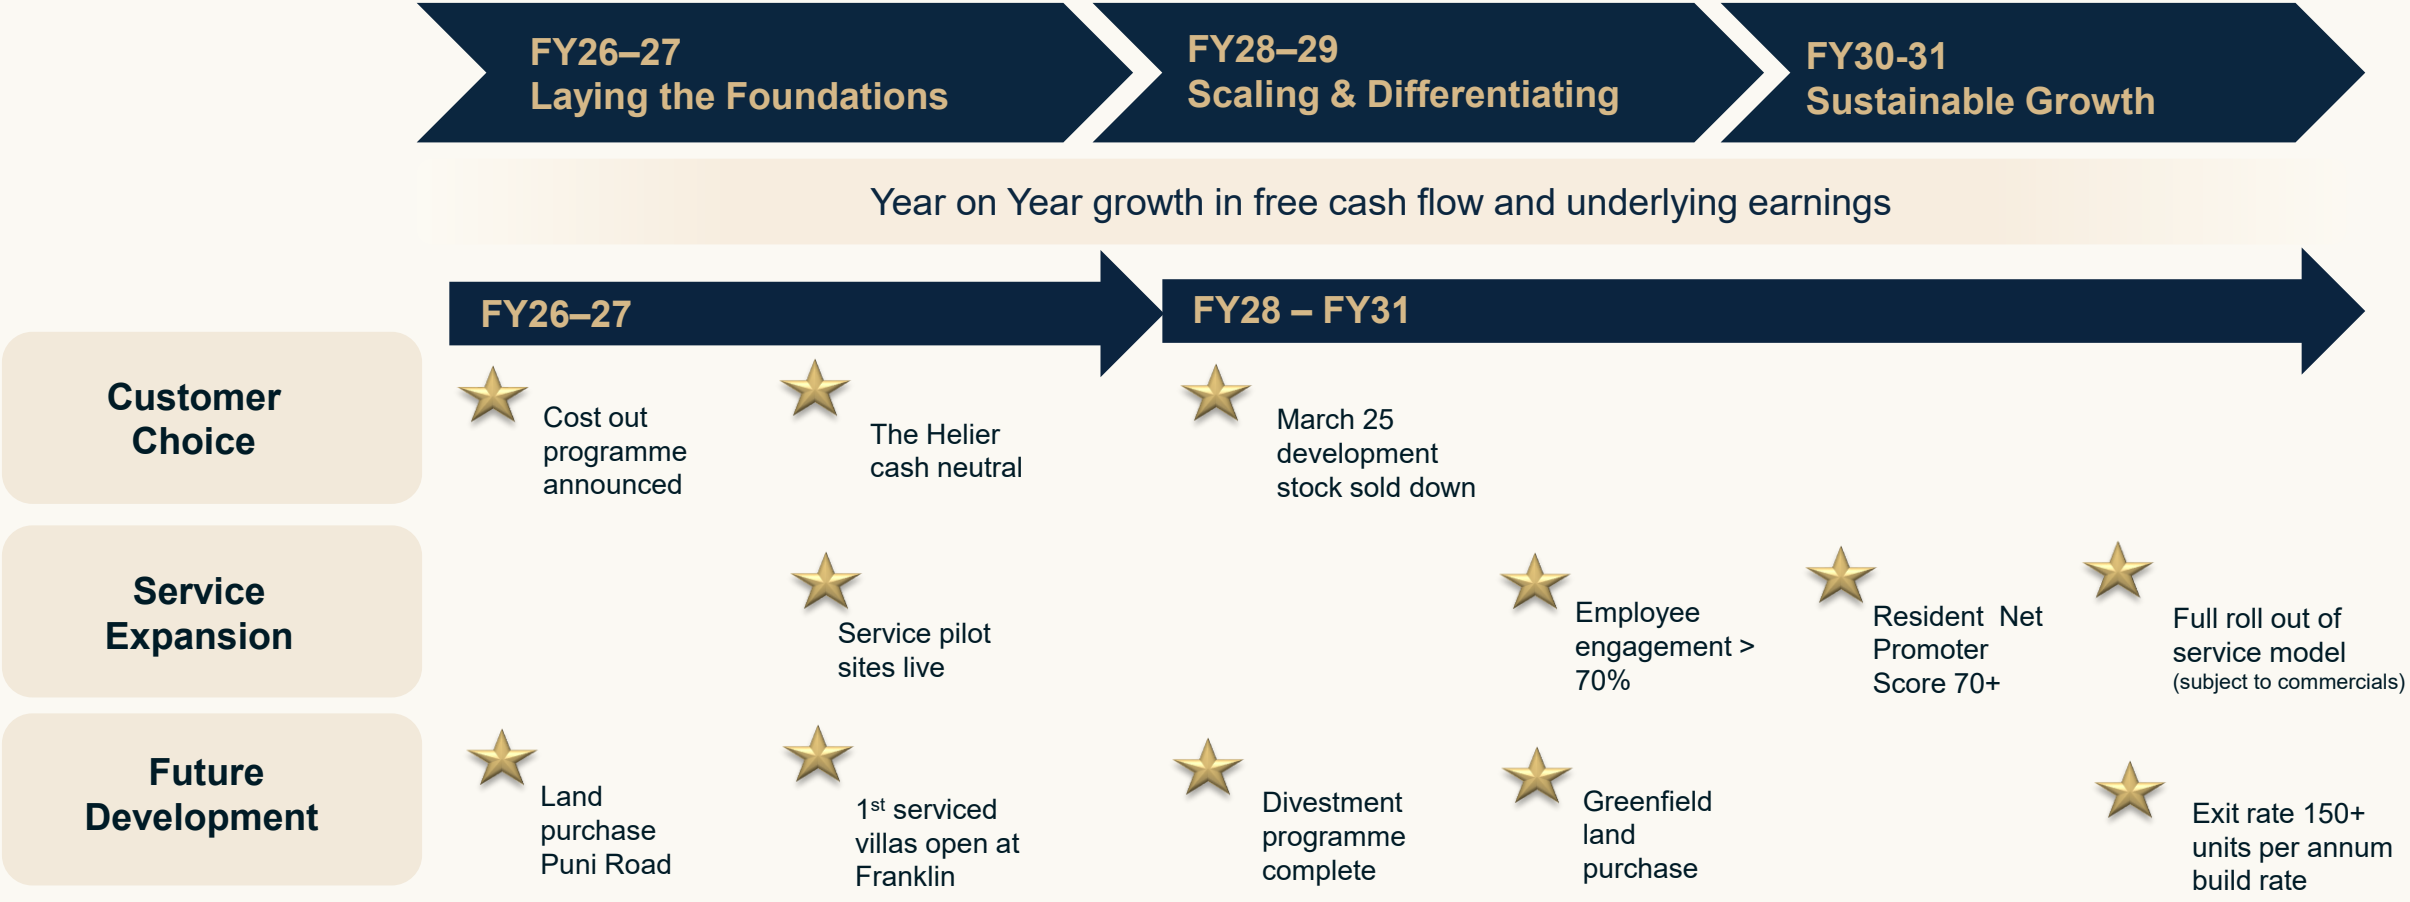 FY26–27
Laying the Foundations
FY28–29
Scaling & Differentiating
FY30-31
Sustainable Growth
Year on Year growth in free cash flow and underlying earnings
FY26–27
FY28 – FY31
Customer
Choice
Cost out
programme
announced
The Helier
cash neutral
March 25
development
stock sold down
Service
Expansion
Service pilot
sites live
Employee
engagement >
70%
Resident  Net
Promoter
Score 70+
Full roll out of
service model
(subject to commercials)
Future
Development
Land
purchase
Puni Road
1st serviced
villas open at
Franklin
Divestment
programme
complete
Greenfield
land
purchase
Exit rate 150+
units per annum
build rate